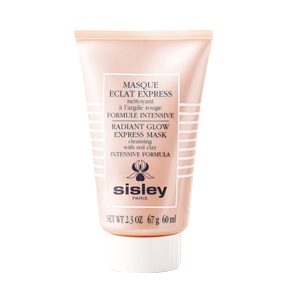 MASQUE
ECLAT EXPRESS
nettoyant
à l'argile rouge
FORMULE INTENSIVE
RADIANT GLOW
EXPRESS MASK
cleansing
with red clay
INTENSIVE FORMULA
sisley
PARIS
NET WT 2.3 OZ 67 g 60 ml